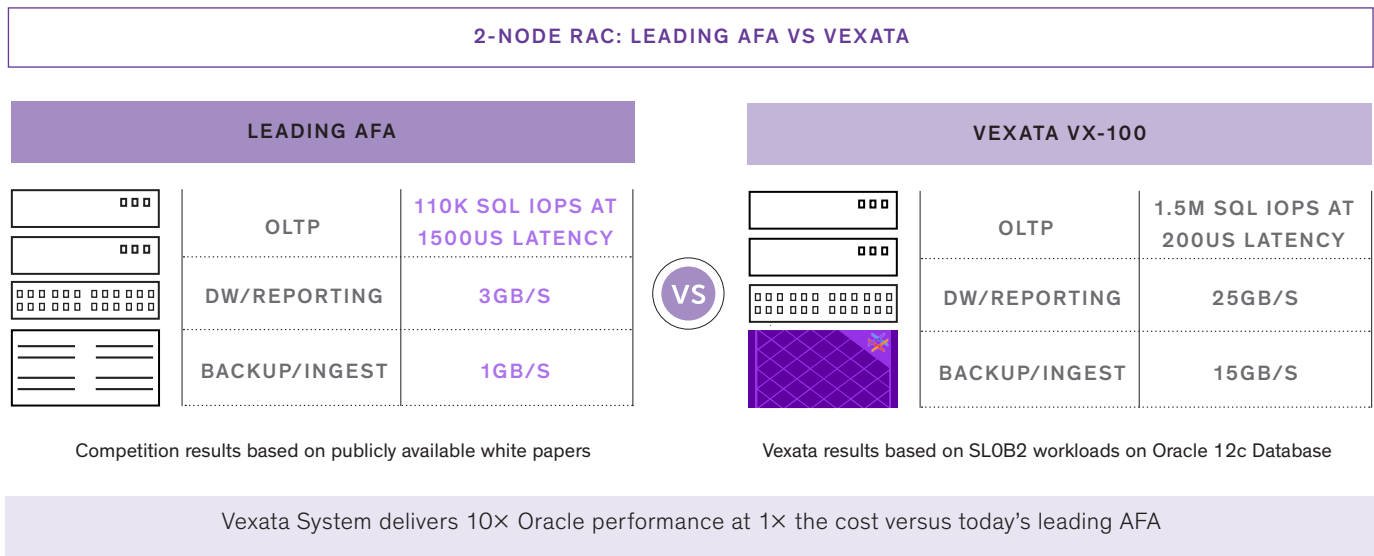 2-NODE RAC: LEADING AFA VS VEXATA
LEADING AFA
OLTP
110K SQL IOPS AT
1500US LATENCY
DW/REPORTING
3GB/S
BACKUP/INGEST
1GB/S
Competition results based on publicly available white papers
VS
VEXATA VX-100
OLTP
1.5M SQL IOPS AT
200US LATENCY
DW/REPORTING
25GB/S
BACKUP/INGEST
15GB/S
Vexata results based on SL0B2 workloads on Oracle 12c Database
Vexata System delivers 10× Oracle performance at 1× the cost versus today’s leading AFA